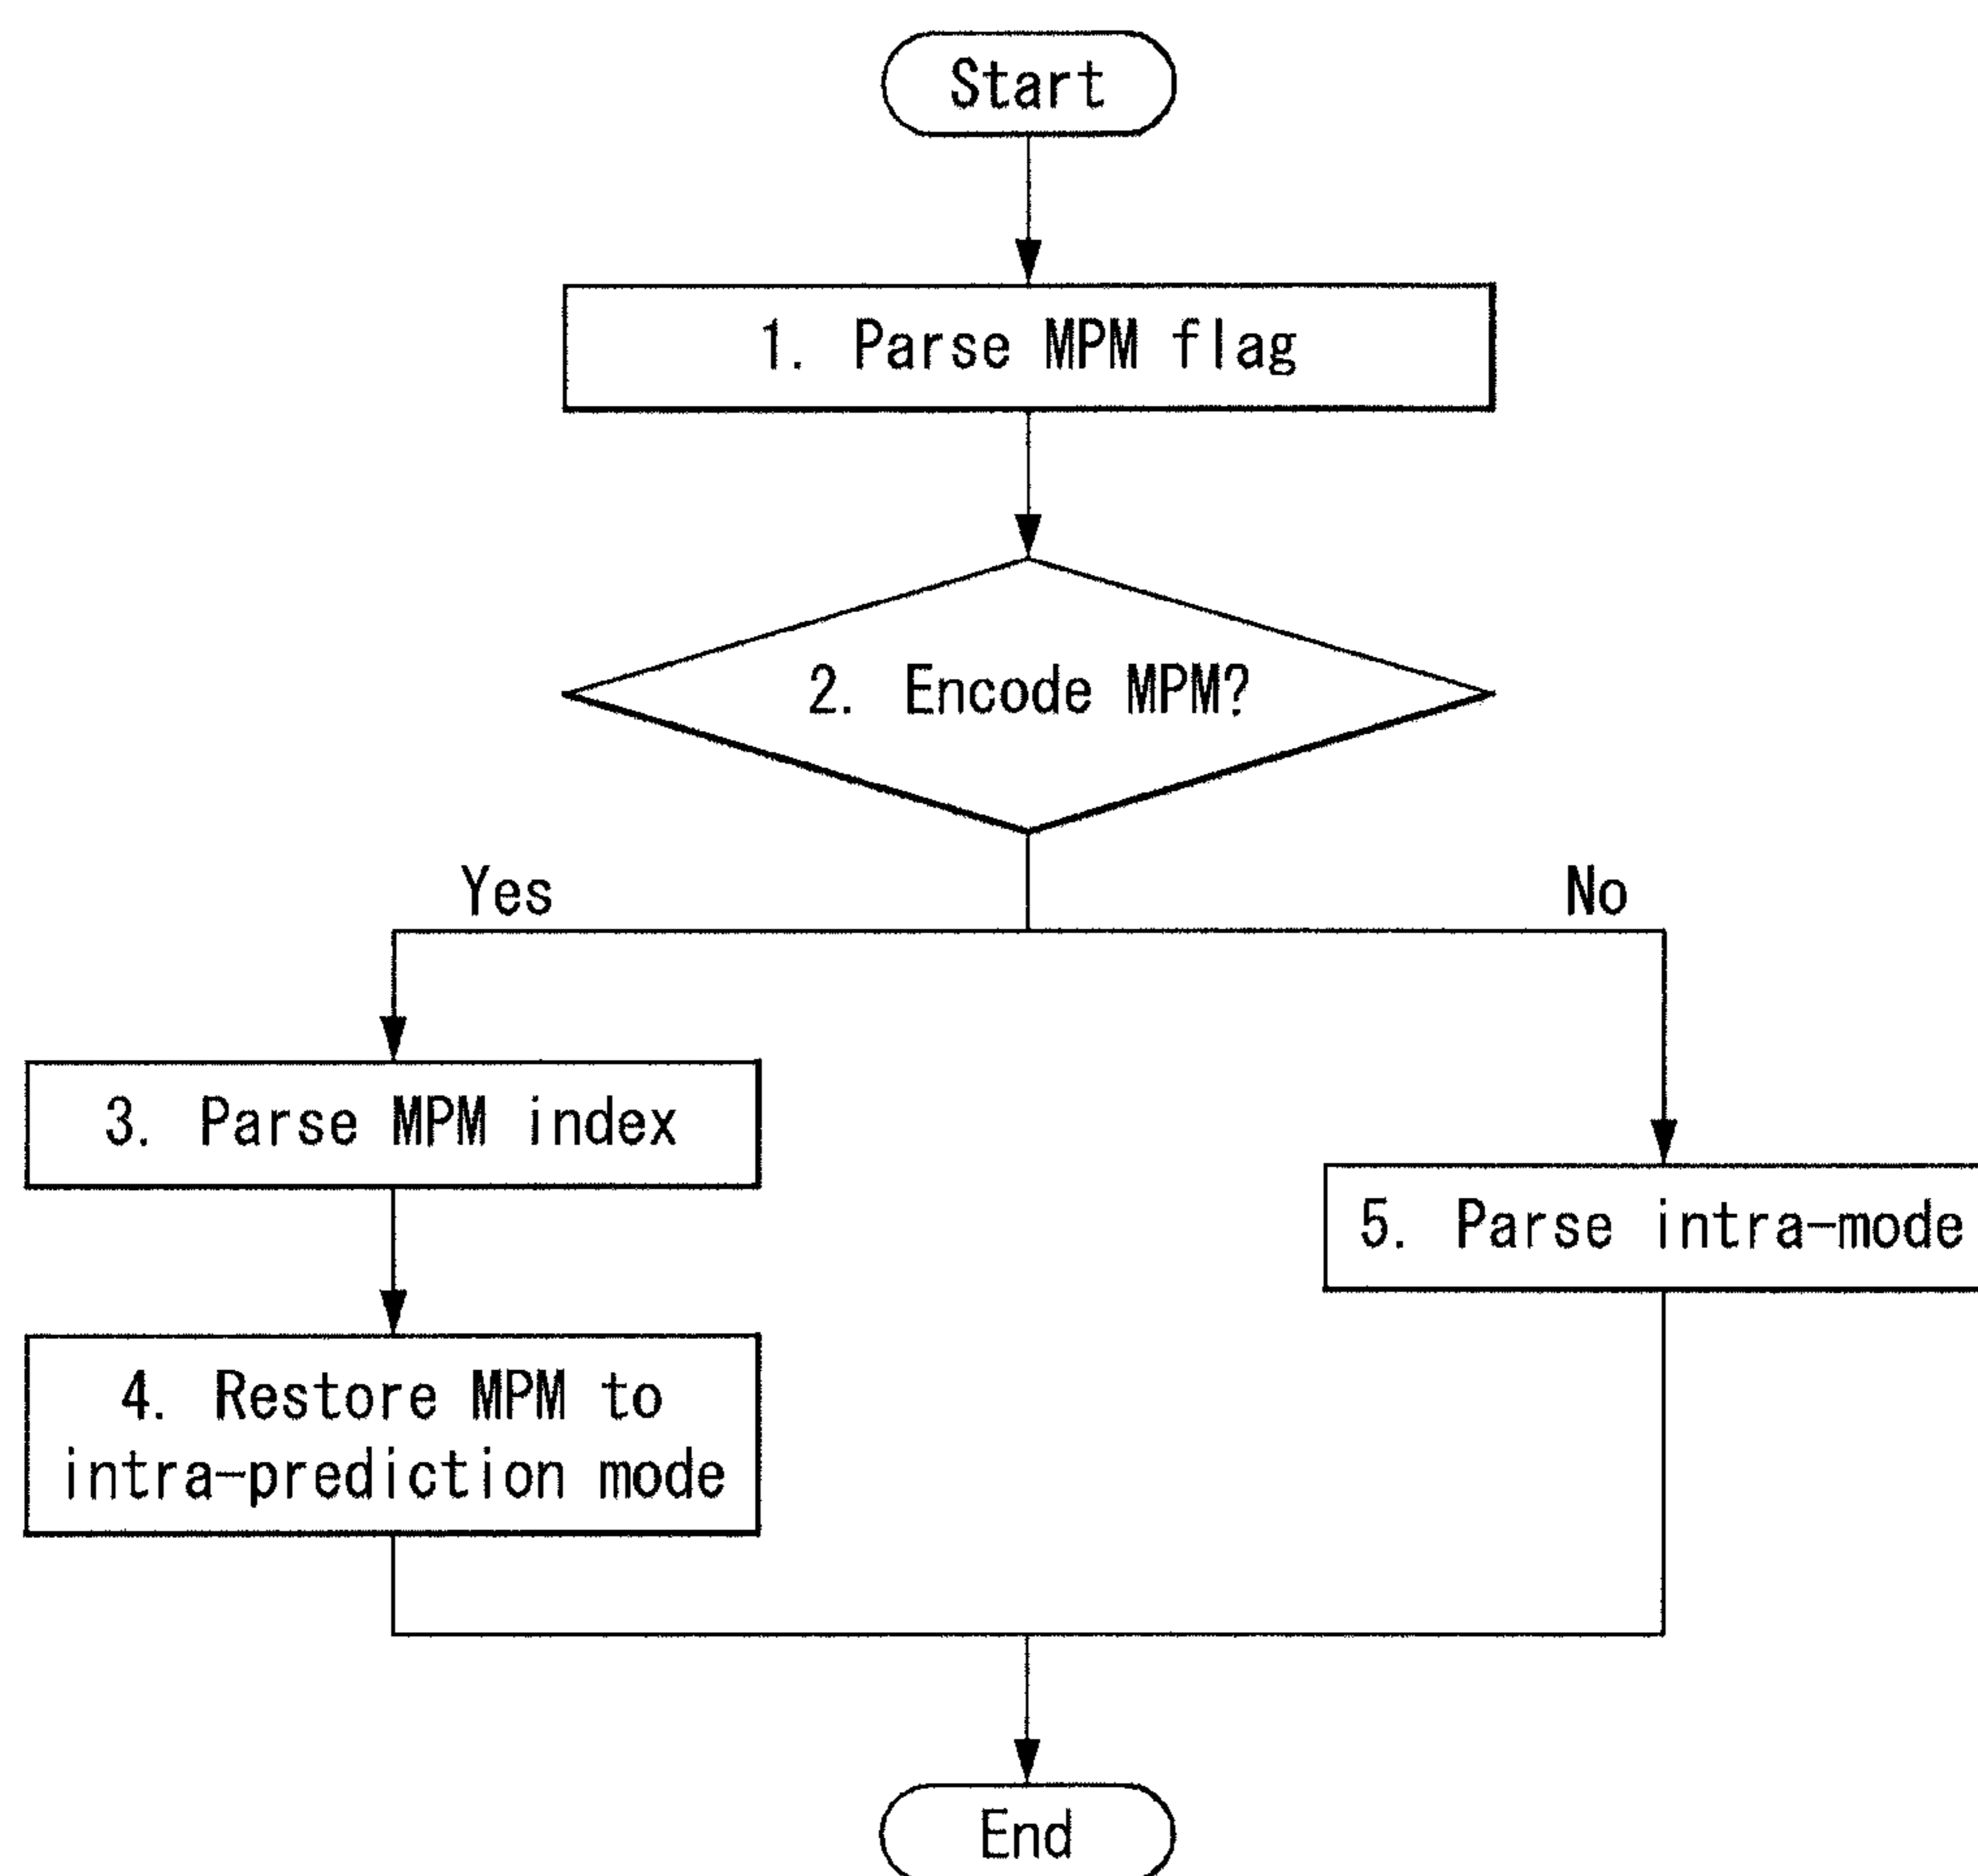 Start
1. Parse MPM flag
2. Encode MPM?
Yes
No
3. Parse MPM index
5. Parse intra-mode
4. Restore MPM to
intra-prediction mode
End